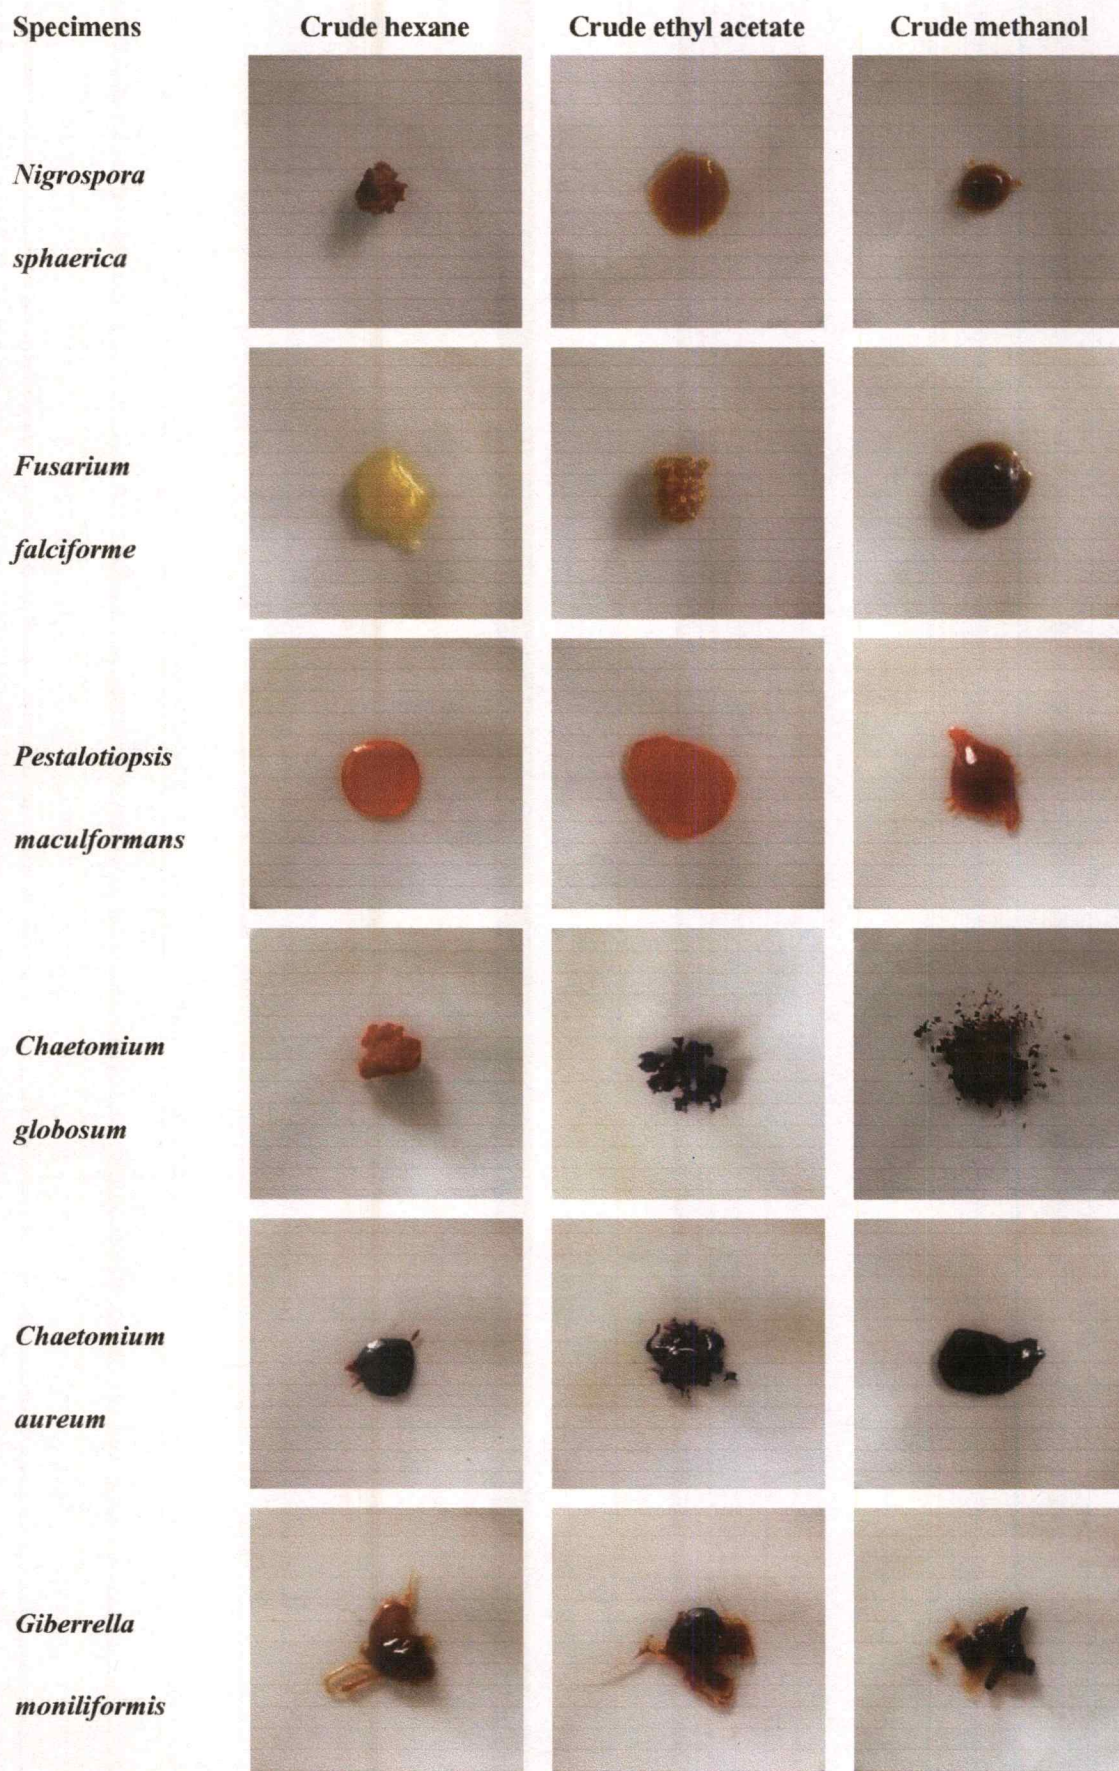 Specimens Crude hexane Crude ethyl acetate Crude methanol
Nigrospora
sphaerica
Fusarium
falciforme
Pestalotiopsis
maculformans
Chaetomium
globosum
Chaetomium
aureum
Giberrella
moniliformis